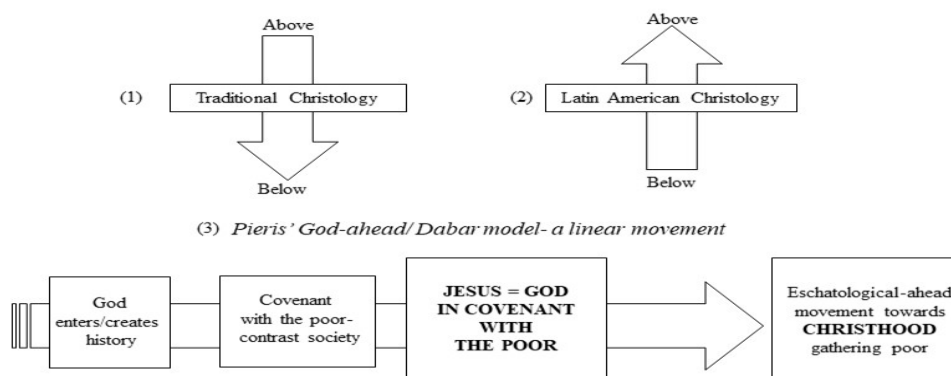 Above
Above
(1)
Traditional Christology
(2)
Latin American Christology
Below
Below
(3) Pieris' God-ahead/ Dabar model- a linear movement
God
enters/creates
history
Covenant
with the poor-
contrast society
JESUS = GOD
IN COVENANT
WITH
THE POOR
Eschatological-ahead
movement towards
CHRISTHOOD
gathering poor